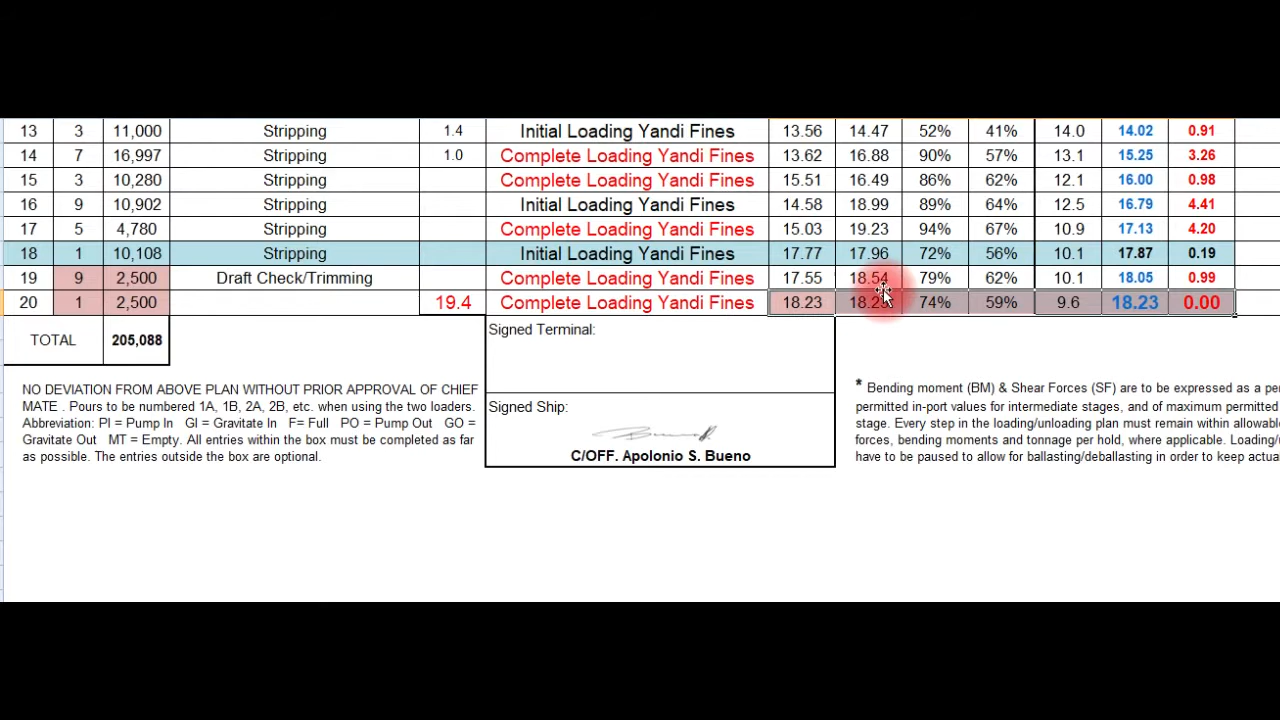 13 3 11,000 Stripping 1.4 Initial Loading Yandi Fines 13.56 14.47 52% 41% 14.0 14.02 0.91
14 7 16,997 Stripping 1.0 Complete Loading Yandi Fines 13.62 16.88 90% 57% 13.1 15.25 3.26
15 3 10,280 Stripping Complete Loading Yandi Fines 15.51 16.49 86% 62% 12.1 16.00 0.98
16 9 10,902 Stripping Initial Loading Yandi Fines 14.58 18.99 89% 64% 12.5 16.79 4.41
17 5 4,780 Stripping Complete Loading Yandi Fines 15.03 19.23 94% 67% 10.9 17.13 4.20
18 1 10,108 Stripping Initial Loading Yandi Fines 17.77 17.96 72% 56% 10.1 17.87 0.19
19 9 2,500 Draft Check/Trimming Complete Loading Yandi Fines 17.55 18.54 79% 62% 10.1 18.05 0.99
20 1 2,500 19.4 Complete Loading Yandi Fines 18.23 74% 59% 9.6 18.23 0.00
TOTAL 205,088
Signed Terminal:
NO DEVIATION FROM ABOVE PLAN WITHOUT PRIOR APPROVAL OF CHIEF
MATE . Pours to be numbered 1A, 1B, 2A, 2B, etc. when using the two loaders.
Abbreviation: PI = Pump In GI = Gravitate In F= Full PO = Pump Out GO =
Gravitate Out MT = Empty. All entries within the box must be completed as far
as possible. The entries outside the box are optional.
Signed Ship:
C/OFF. Apolonio S. Bueno
* Bending moment (BM) & Shear Forces (SF) are to be expressed as a pe
permitted in-port values for intermediate stages, and of maximum permitted
stage. Every step in the loading/unloading plan must remain within allowable
forces, bending moments and tonnage per hold, where applicable. Loading/
have to be paused to allow for ballasting/deballasting in order to keep actua